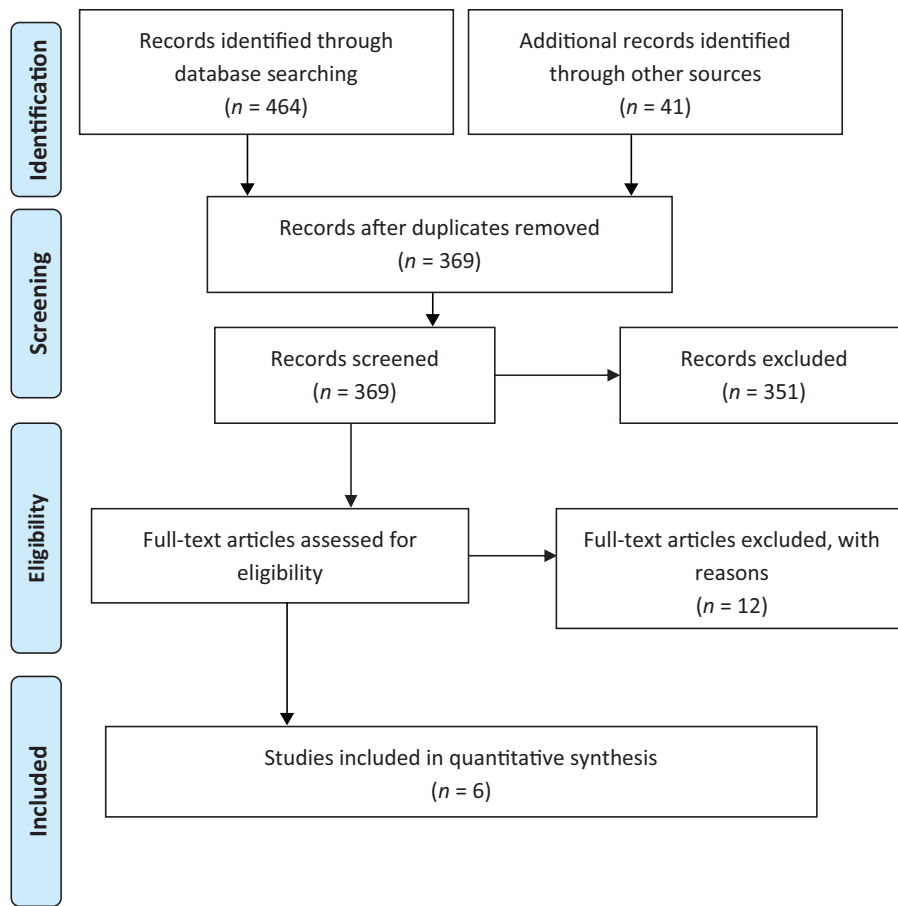 Identification
Records identified through
database searching
(n = 464)
Additional records identified
through other sources
(n = 41)
Screening
Records after duplicates removed
(n = 369)
Records screened
(n = 369)
Records excluded
(n = 351)
Eligibility
Full-text articles assessed for
eligibility
Full-text articles excluded, with
reasons
(n = 12)
Included
Studies included in quantitative synthesis
(n = 6)